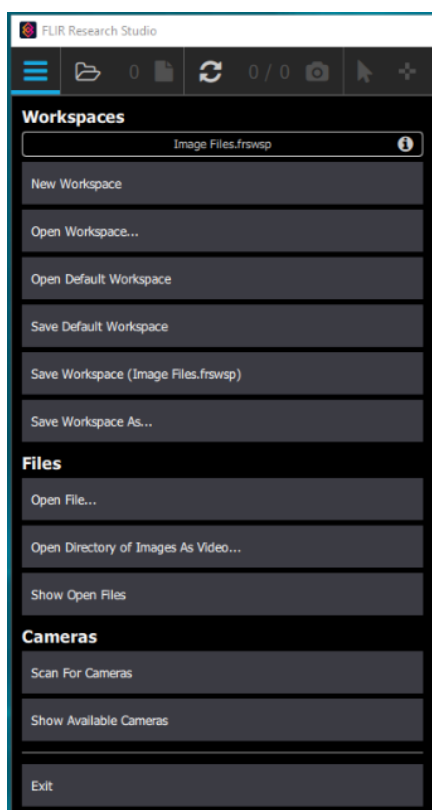 FLIR Research Studio
0 0 / 0
Workspaces
Image Files.frswsp
New Workspace
Open Workspace...
Open Default Workspace
Save Default Workspace
Save Workspace (Image Files.frswsp)
Save Workspace As...
Files
Open File...
Open Directory of Images As Video...
Show Open Files
Cameras
Scan For Cameras
Show Available Cameras
Exit